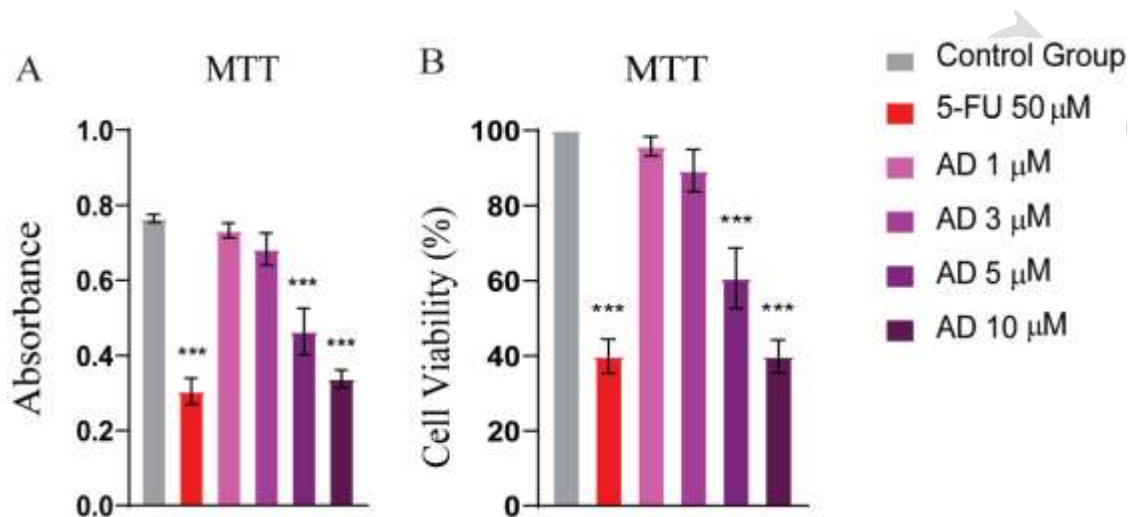 A
MTT
Absorbance
1.0
0.8
0.6
0.4
0.2
0.0
***
***
***
B
MTT
Cell Viability (%)
100
80
60
40
20
0
***
***
***
Control Group
5-FU 50 μM
AD 1 μM
AD 3 μM
AD 5 μM
AD 10 μM